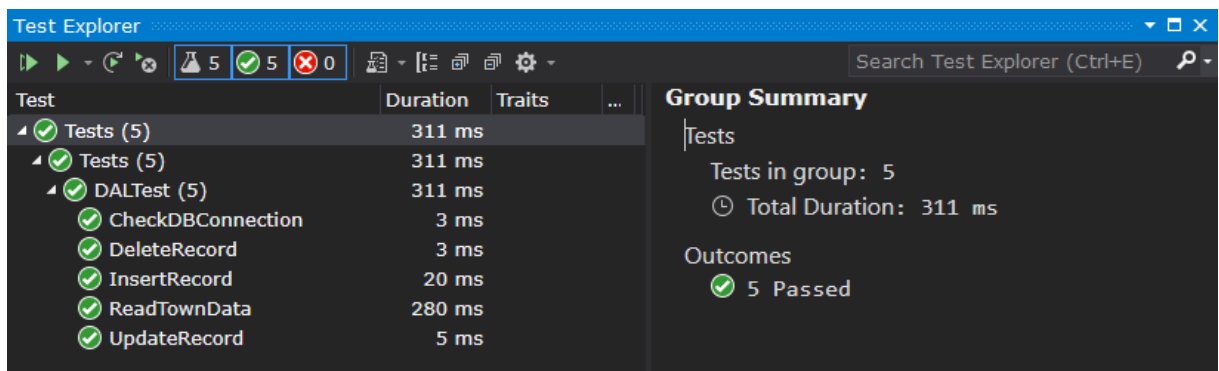 Test Explorer
5 5 0
Search Test Explorer (Ctrl+E)
Test Duration Traits ...
Tests (5) 311 ms
Tests (5) 311 ms
DALTest (5) 311 ms
CheckDBConnection 3 ms
DeleteRecord 3 ms
InsertRecord 20 ms
ReadTownData 280 ms
UpdateRecord 5 ms
Group Summary
Tests
Tests in group: 5
Total Duration: 311 ms
Outcomes
5 Passed